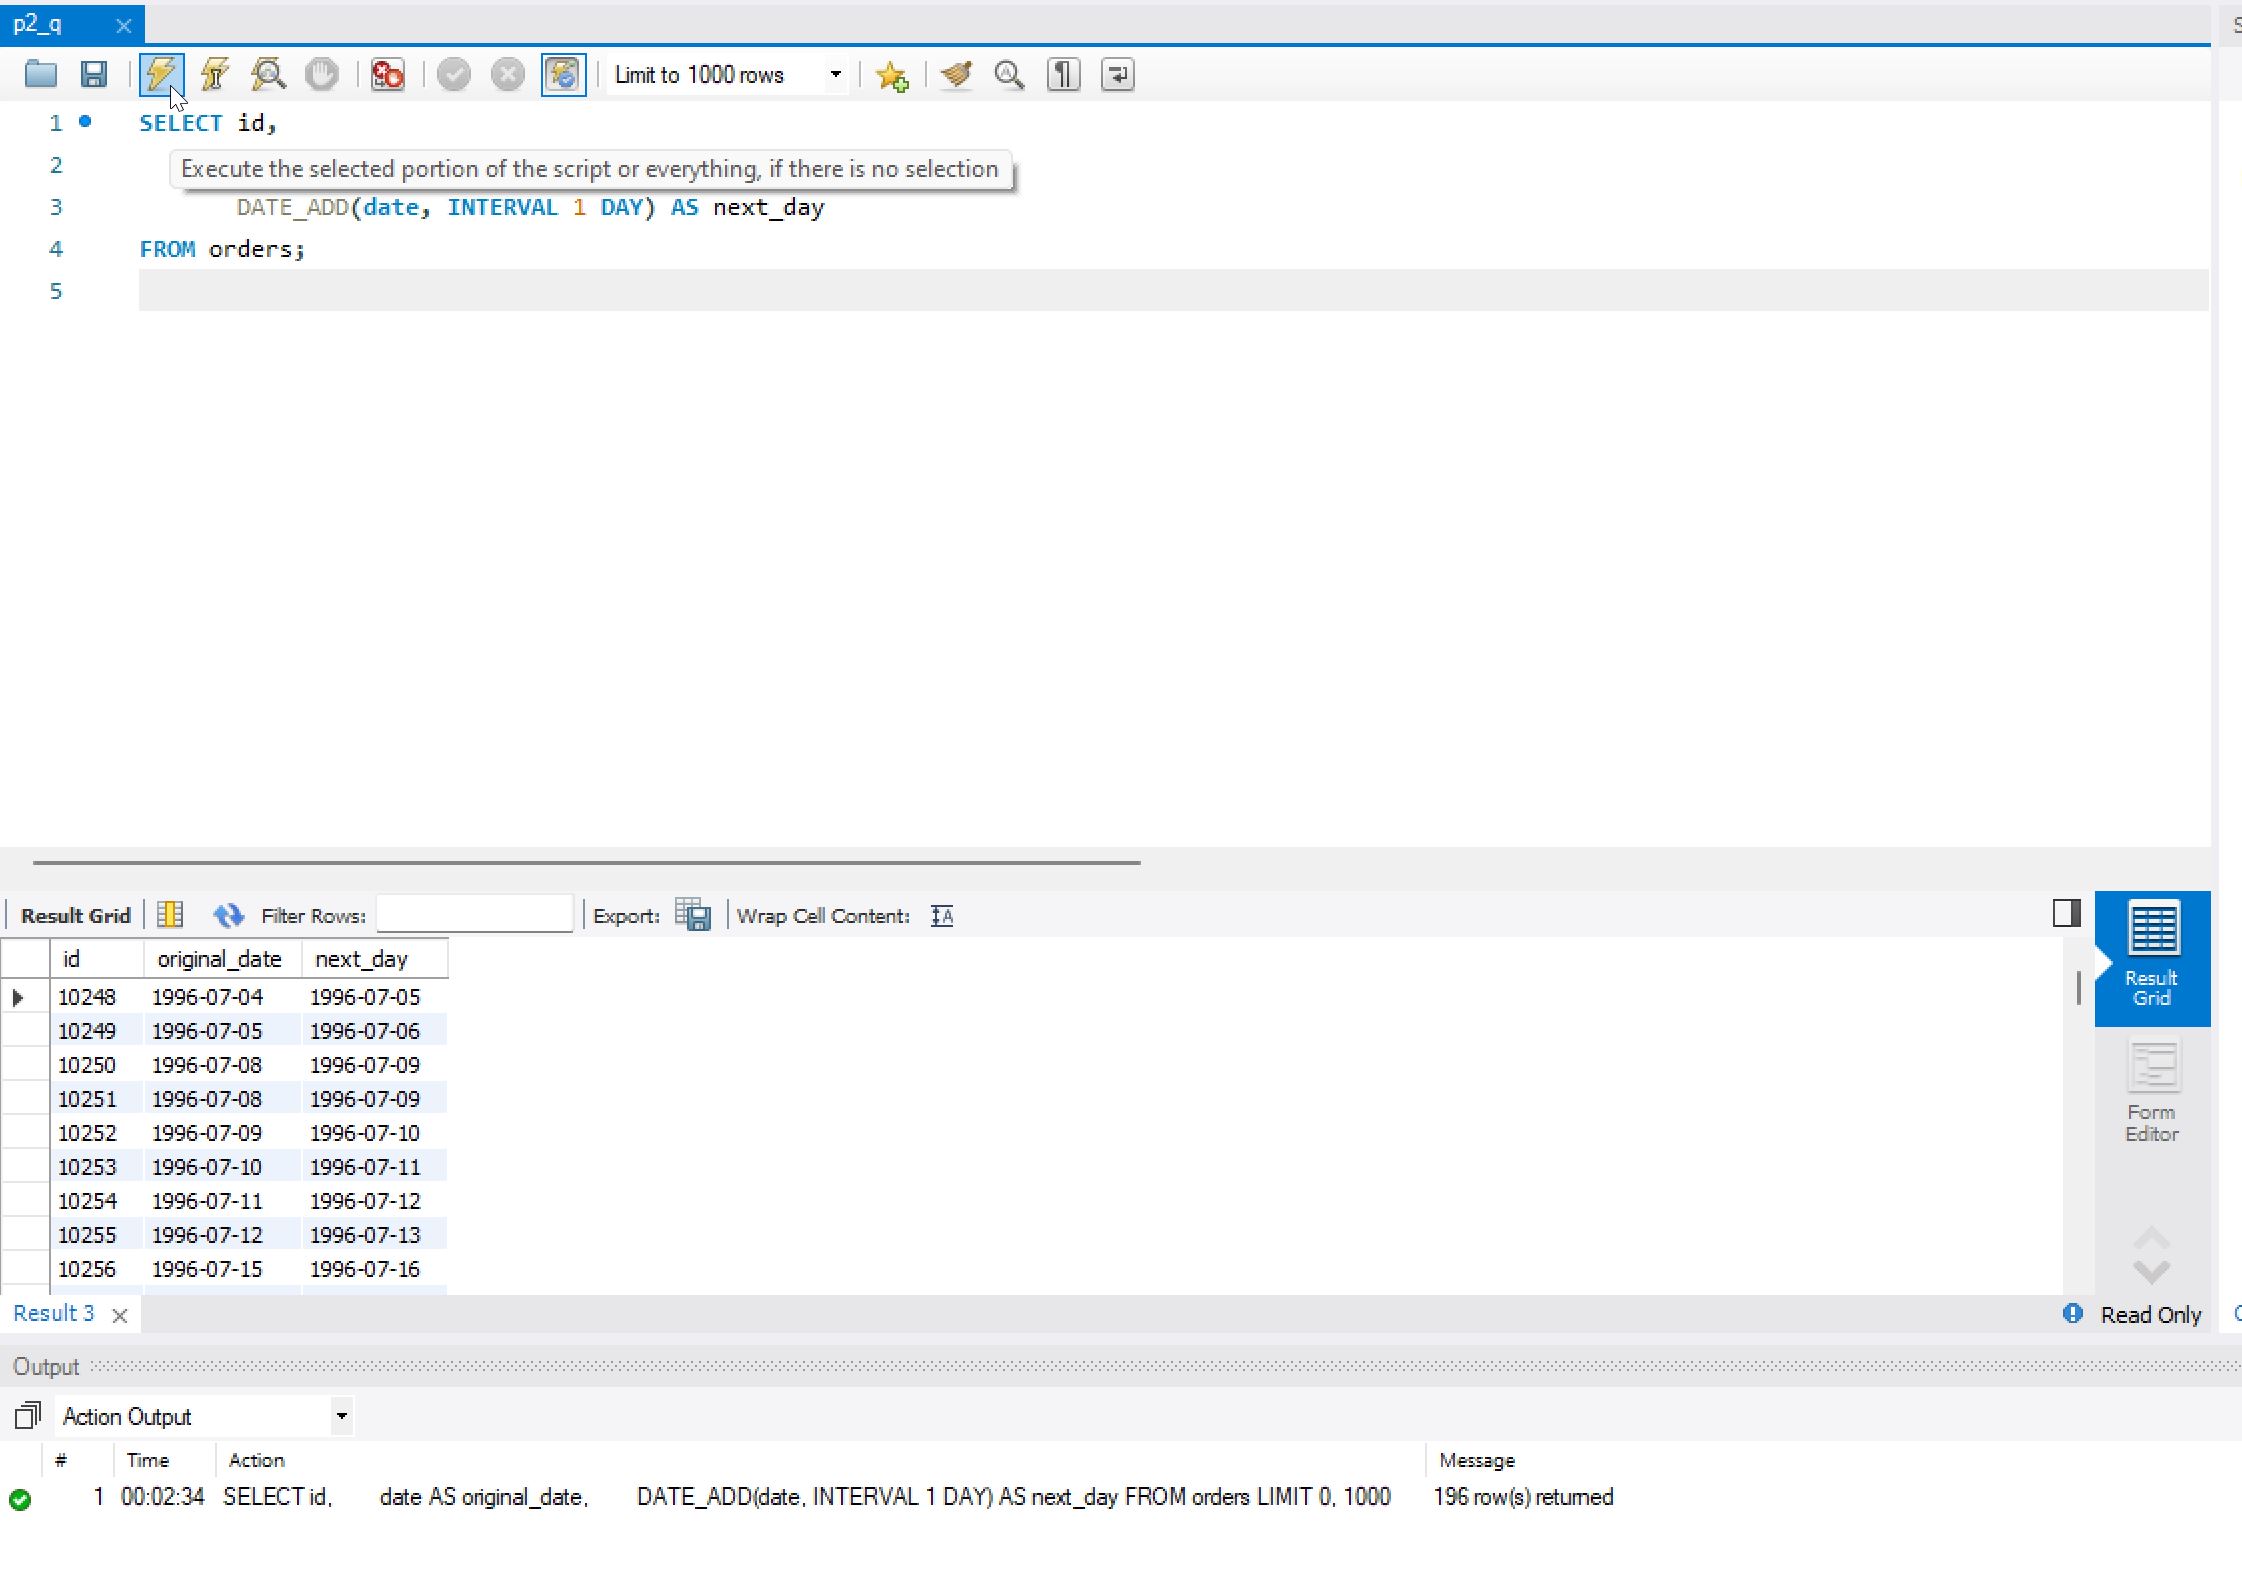 p2_q
Limit to 1000 rows
1 SELECT id,
2
Execute the selected portion of the script or everything, if there is no selection
3 DATE_ADD(date, INTERVAL 1 DAY) AS next_day
4 FROM orders;
5
Result Grid Filter Rows: Export: Wrap Cell Content:
id original_date next_day
10248 1996-07-04 1996-07-05
10249 1996-07-05 1996-07-06
10250 1996-07-08 1996-07-09
10251 1996-07-08 1996-07-09
10252 1996-07-09 1996-07-10
10253 1996-07-10 1996-07-11
10254 1996-07-11 1996-07-12
10255 1996-07-12 1996-07-13
10256 1996-07-15 1996-07-16
Result
Grid
Form
Editor
Result 3
Read Only
Output
Action Output
# Time Action Message
1 00:02:34 SELECT id, date AS original_date, DATE_ADD(date, INTERVAL 1 DAY) AS next_day FROM orders LIMIT 0, 1000 196 row(s) returned